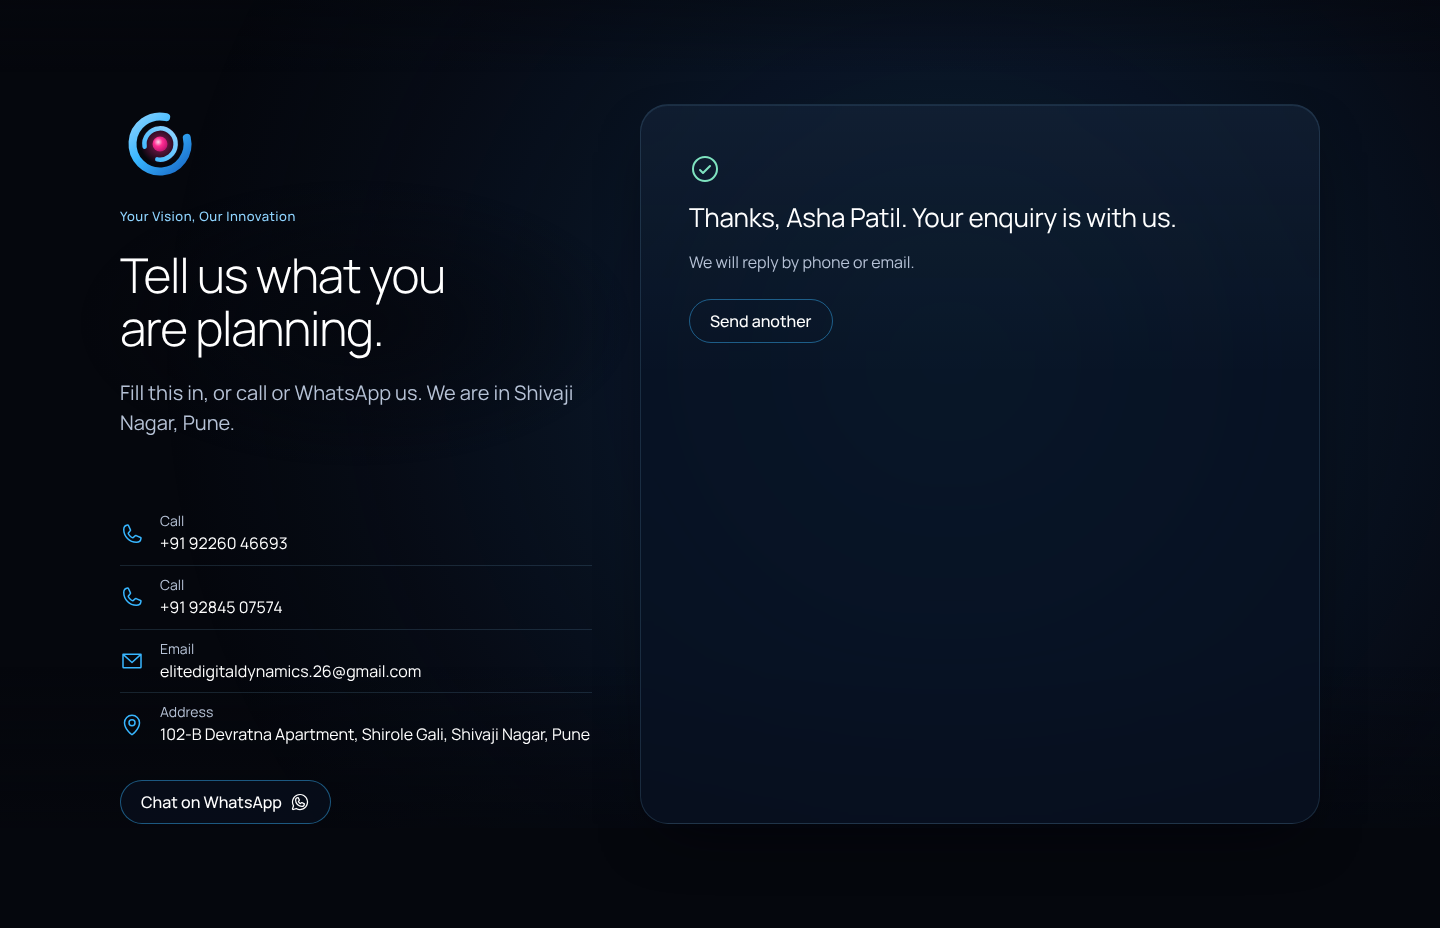 Your Vision, Our Innovation
Tell us what you
are planning.
Fill this in, or call or WhatsApp us. We are in Shivaji
Nagar, Pune.
Call
+91 92260 46693
Call
+91 92845 07574
Email
elitedigitaldynamics.26@gmail.com
Address
102-B Devratna Apartment, Shirole Gali, Shivaji Nagar, Pune
Chat on WhatsApp
Thanks, Asha Patil. Your enquiry is with us.
We will reply by phone or email.
Send another